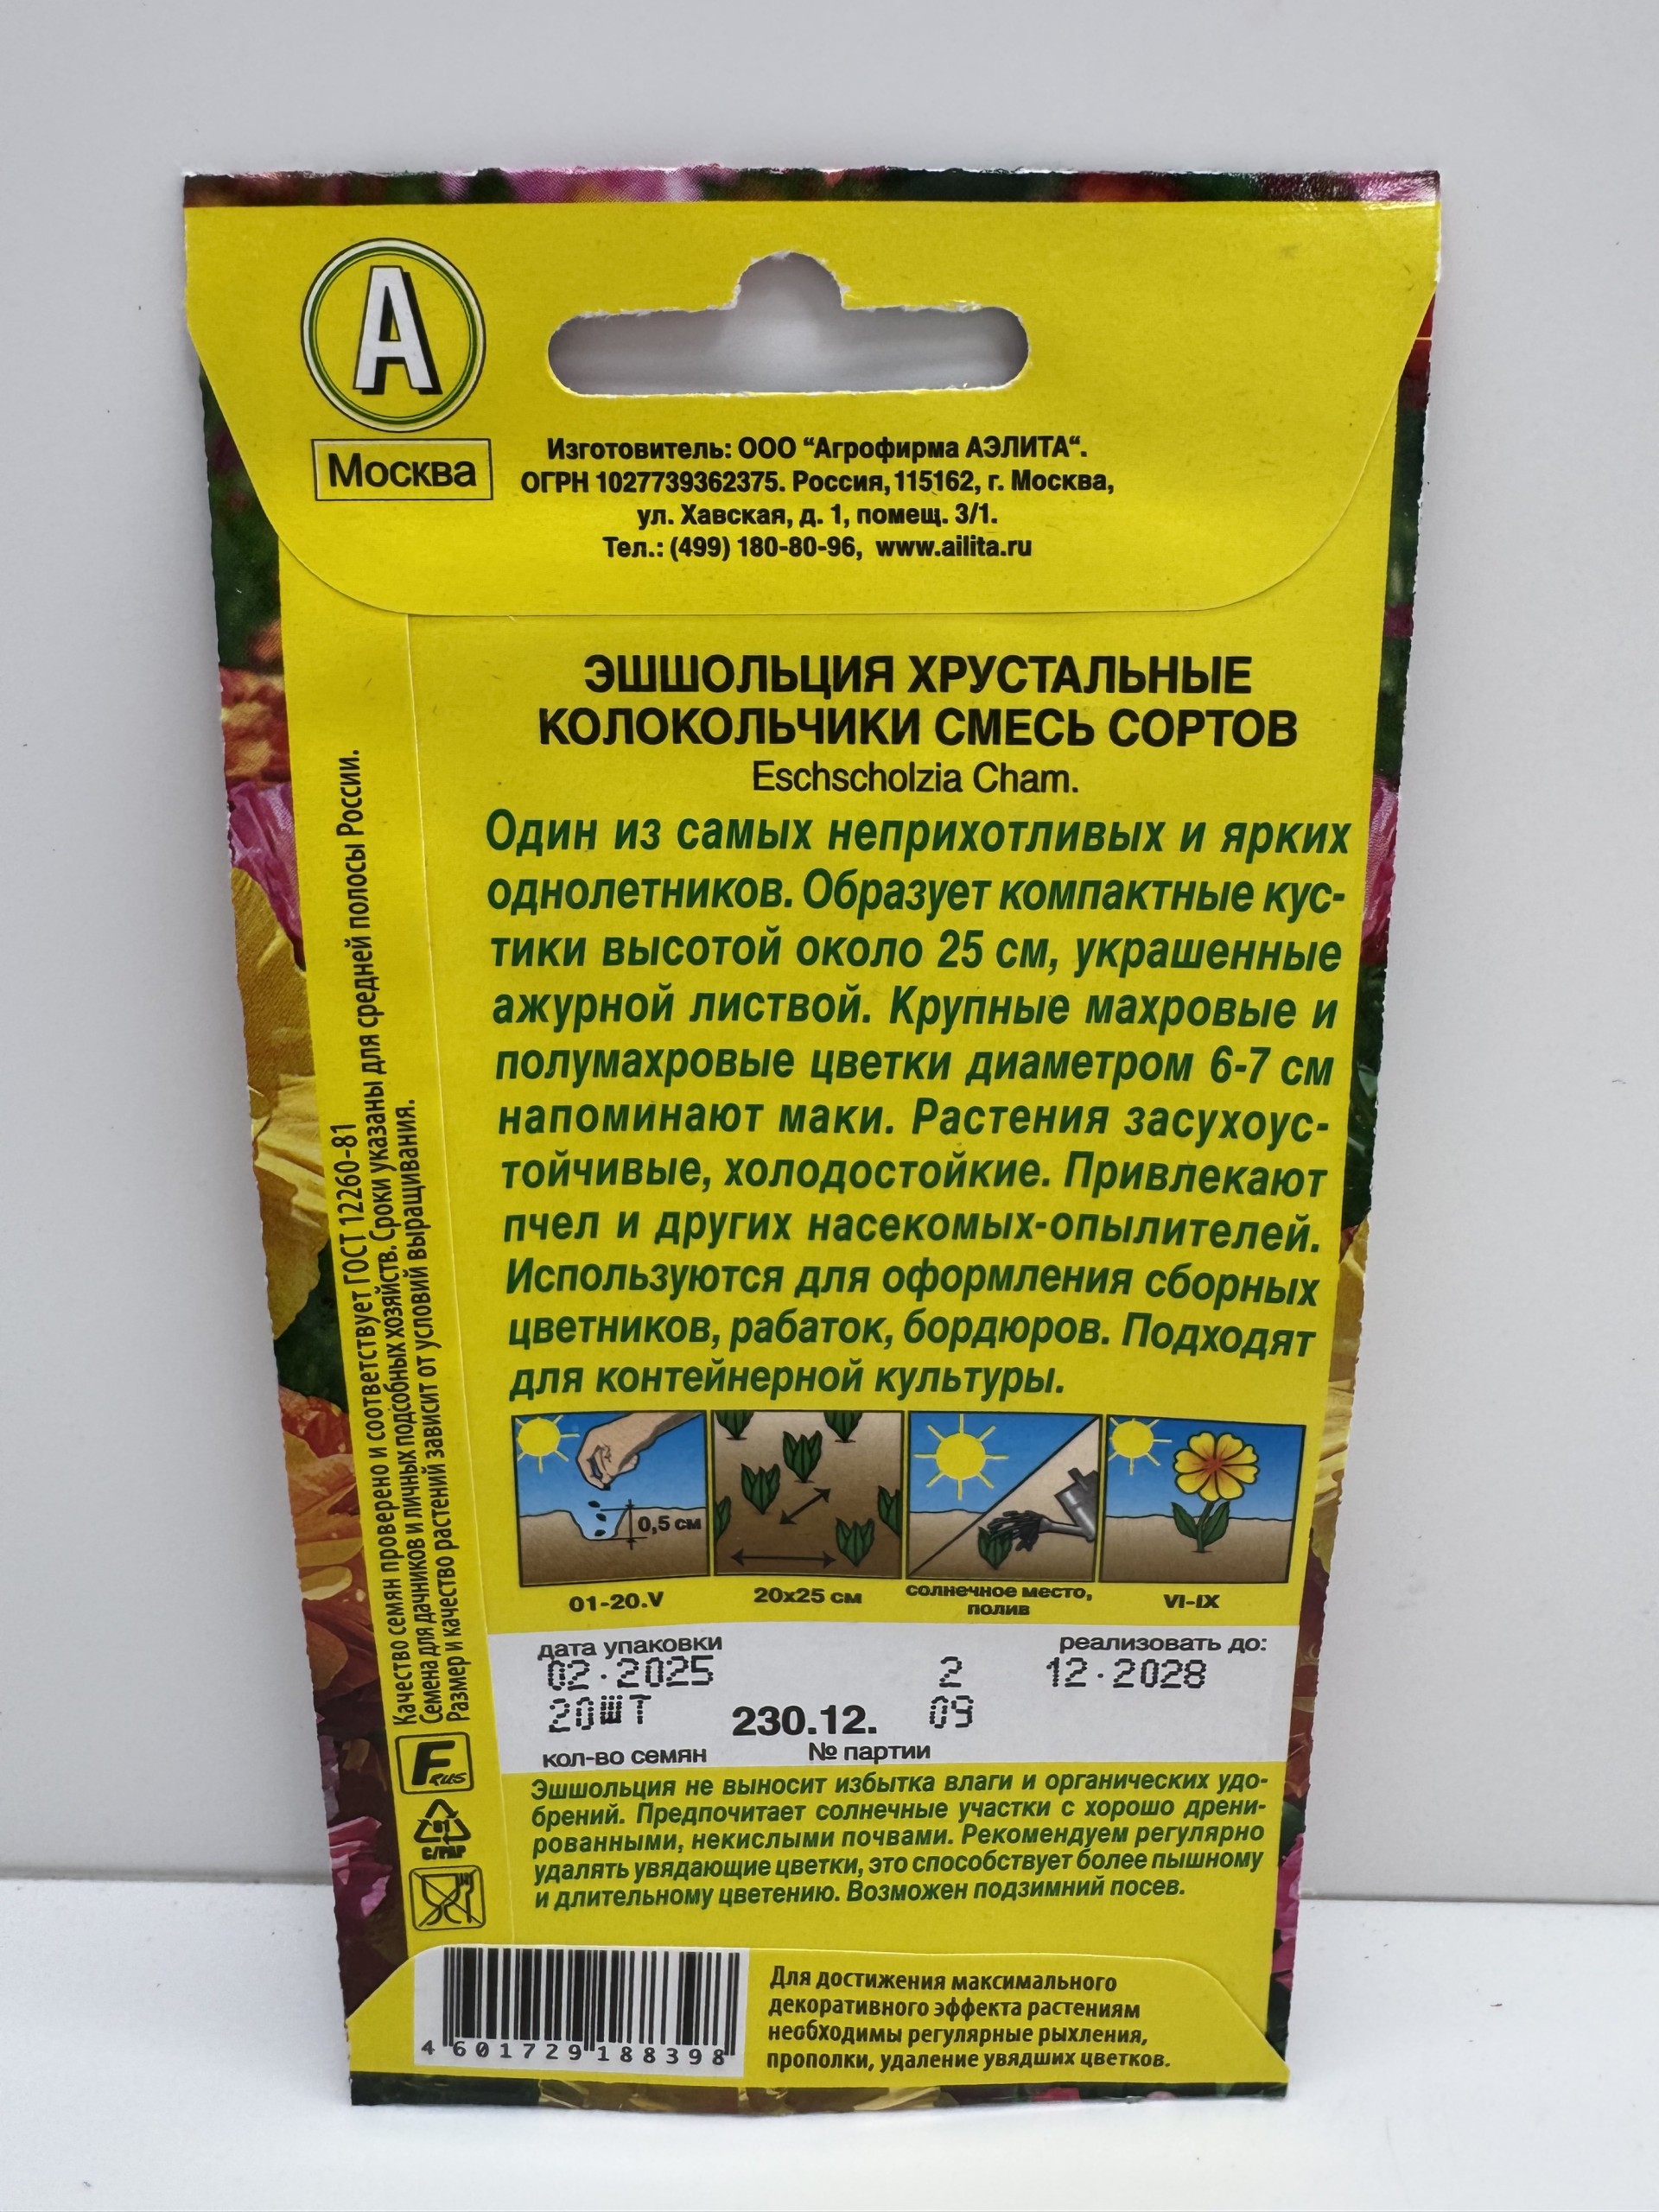 А
Москва
Изготовитель: ООО “Агрофирма АЭЛИТА“.
ОГРН 1027739362375. Россия, 115162, г. Москва,
ул. Хавская, д. 1, помещ. 3/1.
Тел.: (499) 180-80-96, www.ailita.ru
ЭШШОЛЬЦИЯ ХРУСТАЛЬНЫЕ
КОЛОКОЛЬЧИКИ СМЕСЬ СОРТОВ
Eschscholzia Cham.
Один из самых неприхотливых и ярких
однолетников. Образует компактные кус-
тики высотой около 25 см, украшенные
ажурной листвой. Крупные махровые и
полумахровые цветки диаметром 6-7 см
напоминают маки. Растения засухоус-
тойчивые, холодостойкие. Привлекают
пчел и других насекомых-опылителей.
Используются для оформления сборных
цветников, рабаток, бордюров. Подходят
для контейнерной культуры.
0,5 см
01-20.V
20х25 см
солнечное место,
полив
VI-IX
дата упаковки
реализовать до:
02.2025
2
12.2028
20ШТ
230.12.
09
кол-во семян
№ партии
Эшшольция не выносит избытка влаги и органических удо-
брений. Предпочитает солнечные участки с хорошо дрени-
рованными, некислыми почвами. Рекомендуем регулярно
удалять увядающие цветки, это способствует более пышному
и длительному цветению. Возможен подзимний посев.
Качество семян проверено и соответствует ГОСТ 12260-81
Семена для дачников и личных подсобных хозяйств. Сроки указаны для средней полосы России.
Размер и качество растений зависит от условий выращивания.
F RUS
81
C/PAP
4 601729 188398
Для достижения максимального
декоративного эффекта растениям
необходимы регулярные рыхления,
прополки, удаление увядших цветков.